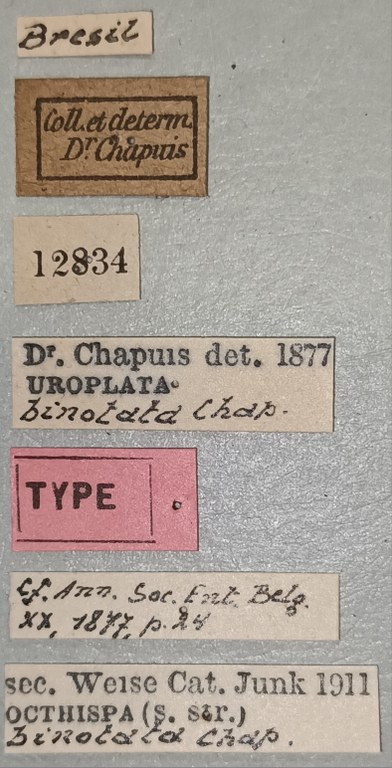 Bresil
Coll. et determ.
Dr Chapuis
12834
Dr. Chapuis det. 1877
UROPLATA
binotata Chap.
TYPE
Cf. Ann. Soc. Ent. Belg.
XX, 1877, p. 24
sec. Weise Cat. Junk 1911
OCTHISPA (S. Str.)
binotata Chap.